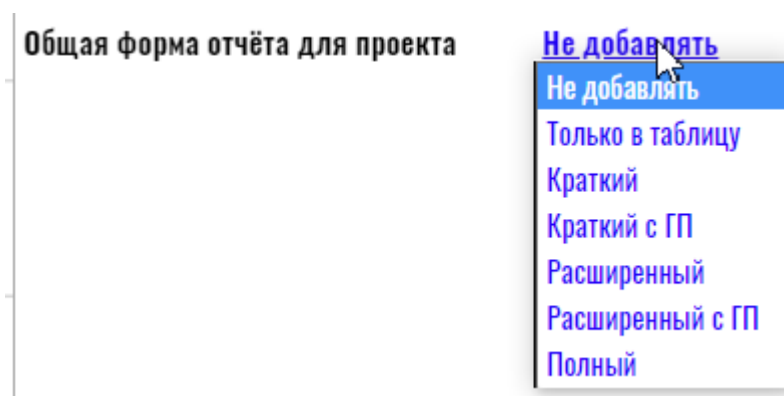 Общая форма отчёта для проекта Не добавлять
Не добавлять
Только в таблицу
Краткий
Краткий с ГП
Расширенный
Расширенный с ГП
Полный